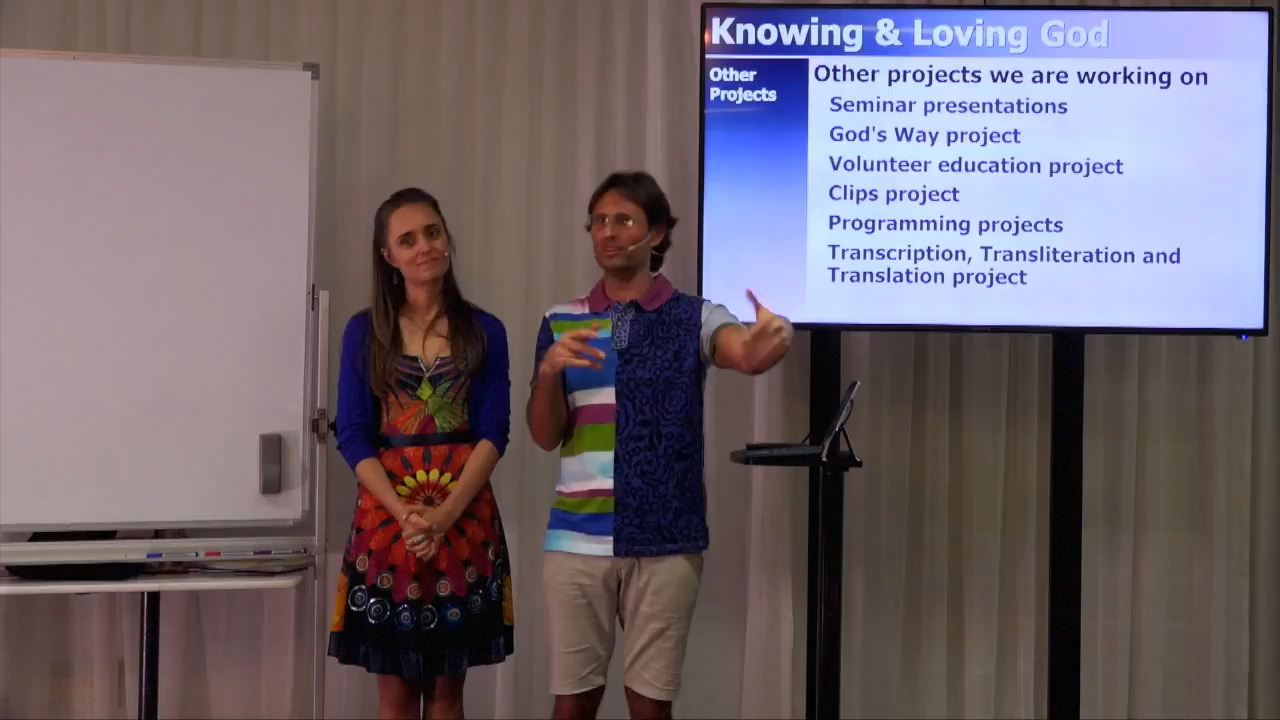 Knowing & Loving God
Other
Projects
Other projects we are working on
Seminar presentations
God's Way project
Volunteer education project
Clips project
Programming projects
Transcription, Transliteration and
Translation project